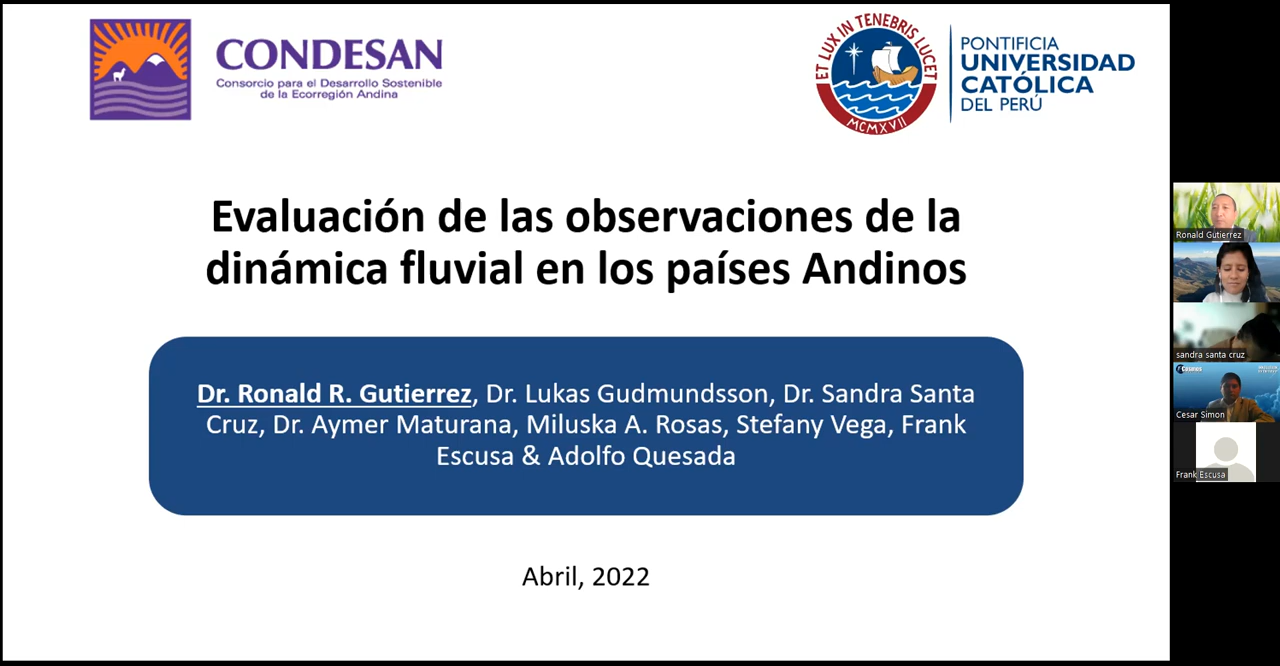 CONDESAN
Consorcio para el Desarrollo Sostenible
de la Ecorregión Andina
ET LUX IN TENEBRIS LUCET
MCMXVII
PONTIFICIA
UNIVERSIDAD
CATÓLICA
DEL PERÚ
Evaluación de las observaciones de la
dinámica fluvial en los países Andinos
Dr. Ronald R. Gutierrez, Dr. Lukas Gudmundsson, Dr. Sandra Santa
Cruz, Dr. Aymer Maturana, Miluska A. Rosas, Stefany Vega, Frank
Escusa & Adolfo Quesada
Abril, 2022
Ronald Gutierrez
sandra santa cruz
Cesar Simon
Frank Escusa